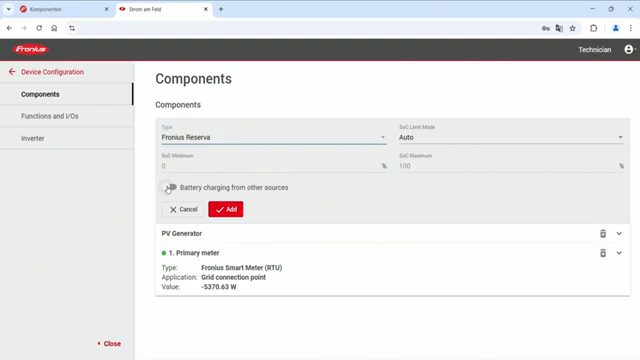 Komponenten
Strom am Feld
Fronius
Technician
Device Configuration
Components
Functions and I/Os
Inverter
Close
Components
Components
Type
Fronius Reserva
SoC Limit Mode
Auto
SoC Minimum
0 %
SoC Maximum
100 %
Battery charging from other sources
Cancel
Add
PV Generator
1. Primary meter
Type: Fronius Smart Meter (RTU)
Application: Grid connection point
Value: -5370.63 W